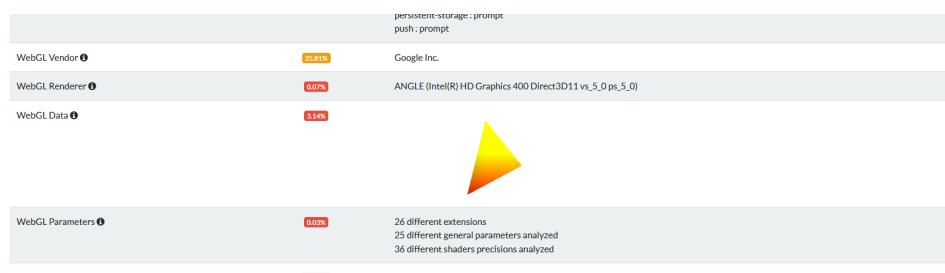 persistent-storage : prompt
push : prompt
WebGL Vendor 25.81% Google Inc.
WebGL Renderer 0.07% ANGLE (Intel(R) HD Graphics 400 Direct3D11 vs_5_0 ps_5_0)
WebGL Data 3.14%
WebGL Parameters 0.03% 26 different extensions
25 different general parameters analyzed
36 different shaders precisions analyzed